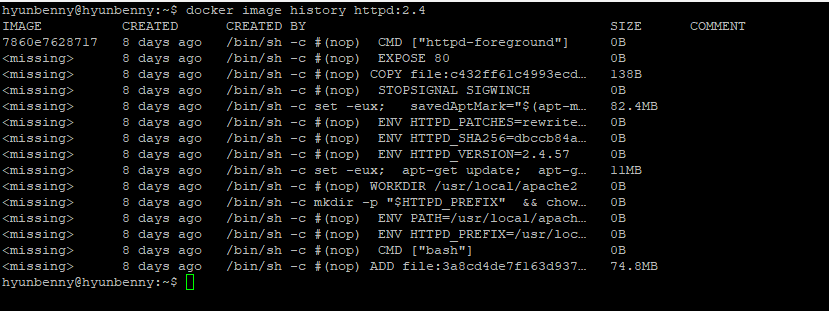 hyunbenny@hyunbenny:~$ docker image history httpd:2.4
IMAGE CREATED CREATED BY SIZE COMMENT
7860e7628717 8 days ago /bin/sh -c #(nop) CMD ["httpd-foreground"] 0B
<missing> 8 days ago /bin/sh -c #(nop) EXPOSE 80 0B
<missing> 8 days ago /bin/sh -c #(nop) COPY file:c432ff61c4993ecd… 138B
<missing> 8 days ago /bin/sh -c #(nop) STOPSIGNAL SIGWINCH 0B
<missing> 8 days ago /bin/sh -c set -eux; savedAptMark="$(apt-m… 82.4MB
<missing> 8 days ago /bin/sh -c #(nop) ENV HTTPD_PATCHES=rewrite… 0B
<missing> 8 days ago /bin/sh -c #(nop) ENV HTTPD_SHA256=dbccb84a… 0B
<missing> 8 days ago /bin/sh -c #(nop) ENV HTTPD_VERSION=2.4.57 0B
<missing> 8 days ago /bin/sh -c set -eux; apt-get update; apt-g… 11MB
<missing> 8 days ago /bin/sh -c #(nop) WORKDIR /usr/local/apache2 0B
<missing> 8 days ago /bin/sh -c mkdir -p "$HTTPD_PREFIX" && chow… 0B
<missing> 8 days ago /bin/sh -c #(nop) ENV PATH=/usr/local/apach… 0B
<missing> 8 days ago /bin/sh -c #(nop) ENV HTTPD_PREFIX=/usr/loc… 0B
<missing> 8 days ago /bin/sh -c #(nop) CMD ["bash"] 0B
<missing> 8 days ago /bin/sh -c #(nop) ADD file:3a8cd4de7f163d937… 74.8MB
hyunbenny@hyunbenny:~$